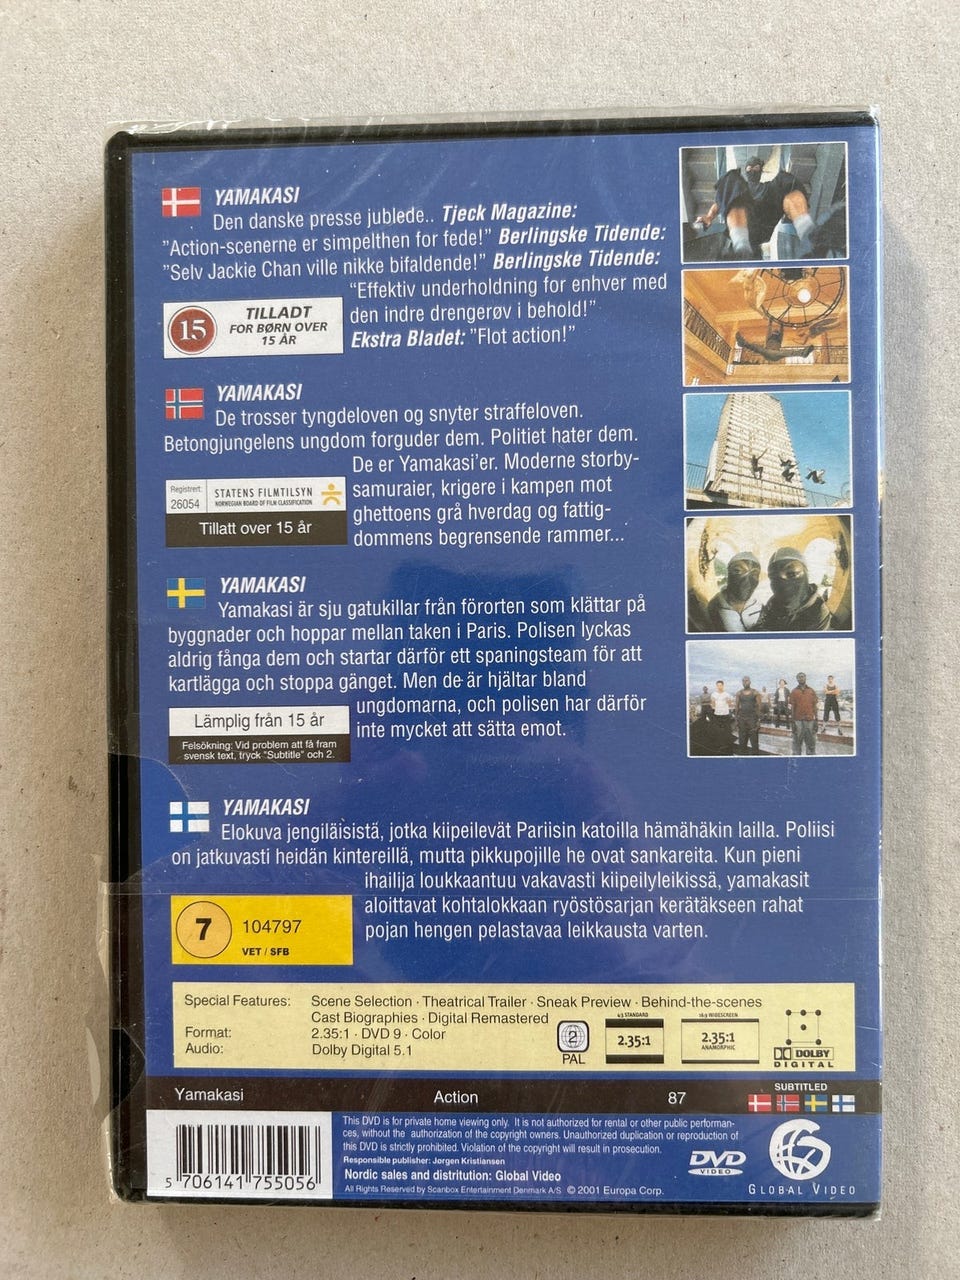 YAMAKASI
Den danske presse jublede.. Tjeck Magazine:
"Action-scenerne er simpelthen for fede!" Berlingske Tidende:
"Selv Jackie Chan ville nikke bifaldende!" Berlingske Tidende:
"Effektiv underholdning for enhver med
den indre drengerøv i behold!"
Ekstra Bladet: "Flot action!"
15
TILLADT
FOR BØRN OVER
15 ÅR
YAMAKASI
De trosser tyngdeloven og snyter straffeloven.
Betongjungelens ungdom forguder dem. Politiet hater dem.
De er Yamakasi'er. Moderne storby-
samuraier, krigere i kampen mot
ghettoens grå hverdag og fattig-
dommens begrensende rammer...
Registrert:
26054
STATENS FILMTILSYN
NORWEGIAN BOARD OF FILM CLASSIFICATION
Tillatt over 15 år
YAMAKASI
Yamakasi är sju gatukillar från förorten som klättar på
byggnader och hoppar mellan taken i Paris. Polisen lyckas
aldrig fånga dem och startar därför ett spaningsteam för att
kartlägga och stoppa gänget. Men de är hjältar bland
ungdomarna, och polisen har därför
inte mycket att sätta emot.
Lämplig från 15 år
Felsökning: Vid problem att få fram
svensk text, tryck "Subtitle" och 2.
YAMAKASI
Elokuva jengiläisistä, jotka kiipeilevät Pariisin katoilla hämähäkin lailla. Poliisi
on jatkuvasti heidän kintereillä, mutta pikkupojille he ovat sankareita. Kun pieni
ihailija loukkaantuu vakavasti kiipeilyleikissä, yamakasit
aloittavat kohtalokkaan ryöstösarjan kerätäkseen rahat
pojan hengen pelastavaa leikkausta varten.
7
104797
VET / SFB
Special Features: Scene Selection · Theatrical Trailer · Sneak Preview · Behind-the-scenes
Cast Biographies · Digital Remastered
Format: 2.35:1 · DVD 9 · Color
Audio: Dolby Digital 5.1
2
PAL
4:3 STANDARD
2.35:1
16:9 WIDESCREEN
2.35:1
ANAMORPHIC
DOLBY
DIGITAL
Yamakasi Action 87
SUBTITLED
This DVD is for private home viewing only. It is not authorized for rental or other public performan-
ces, without the authorization of the copyright owners. Unauthorized duplication or reproduction of
this DVD is strictly prohibited. Violation of the copyright will result in prosecution.
Responsible publisher: Jørgen Kristiansen
Nordic sales and distritution: Global Video
All Rights Reserved by Scanbox Entertainment Denmark A/S © 2001 Europa Corp.
5 706141 755056
DVD
VIDEO
GLOBAL VIDEO